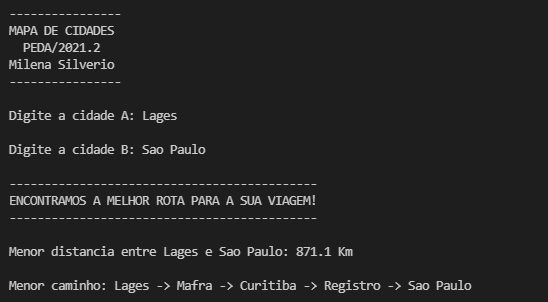 ----------------
MAPA DE CIDADES
PEDA/2021.2
Milena Silverio
----------------
Digite a cidade A: Lages
Digite a cidade B: Sao Paulo
--------------------------------------------
ENCONTRAMOS A MELHOR ROTA PARA A SUA VIAGEM!
--------------------------------------------
Menor distancia entre Lages e Sao Paulo: 871.1 Km
Menor caminho: Lages -> Mafra -> Curitiba -> Registro -> Sao Paulo